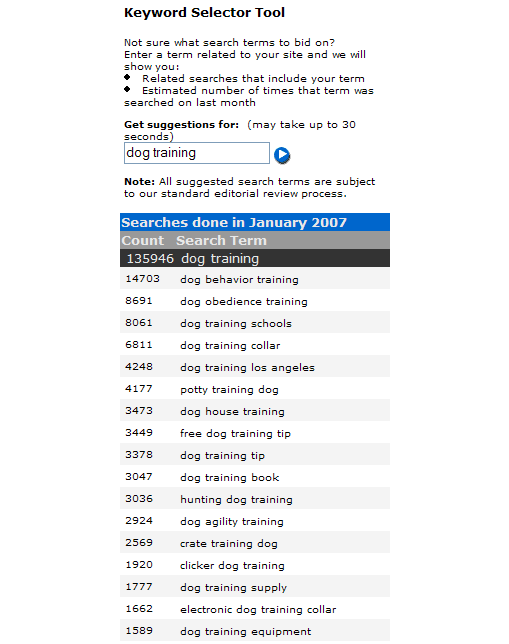 Keyword Selector Tool
Not sure what search terms to bid on?
Enter a term related to your site and we will
show you:
• Related searches that include your term
• Estimated number of times that term was
searched on last month
Get suggestions for: (may take up to 30
seconds)
dog training
Note: All suggested search terms are subject
to our standard editorial review process.
Searches done in January 2007
Count Search Term
135946 dog training
14703 dog behavior training
8691 dog obedience training
8061 dog training schools
6811 dog training collar
4248 dog training los angeles
4177 potty training dog
3473 dog house training
3449 free dog training tip
3378 dog training tip
3047 dog training book
3036 hunting dog training
2924 dog agility training
2569 crate training dog
1920 clicker dog training
1777 dog training supply
1662 electronic dog training collar
1589 dog training equipment